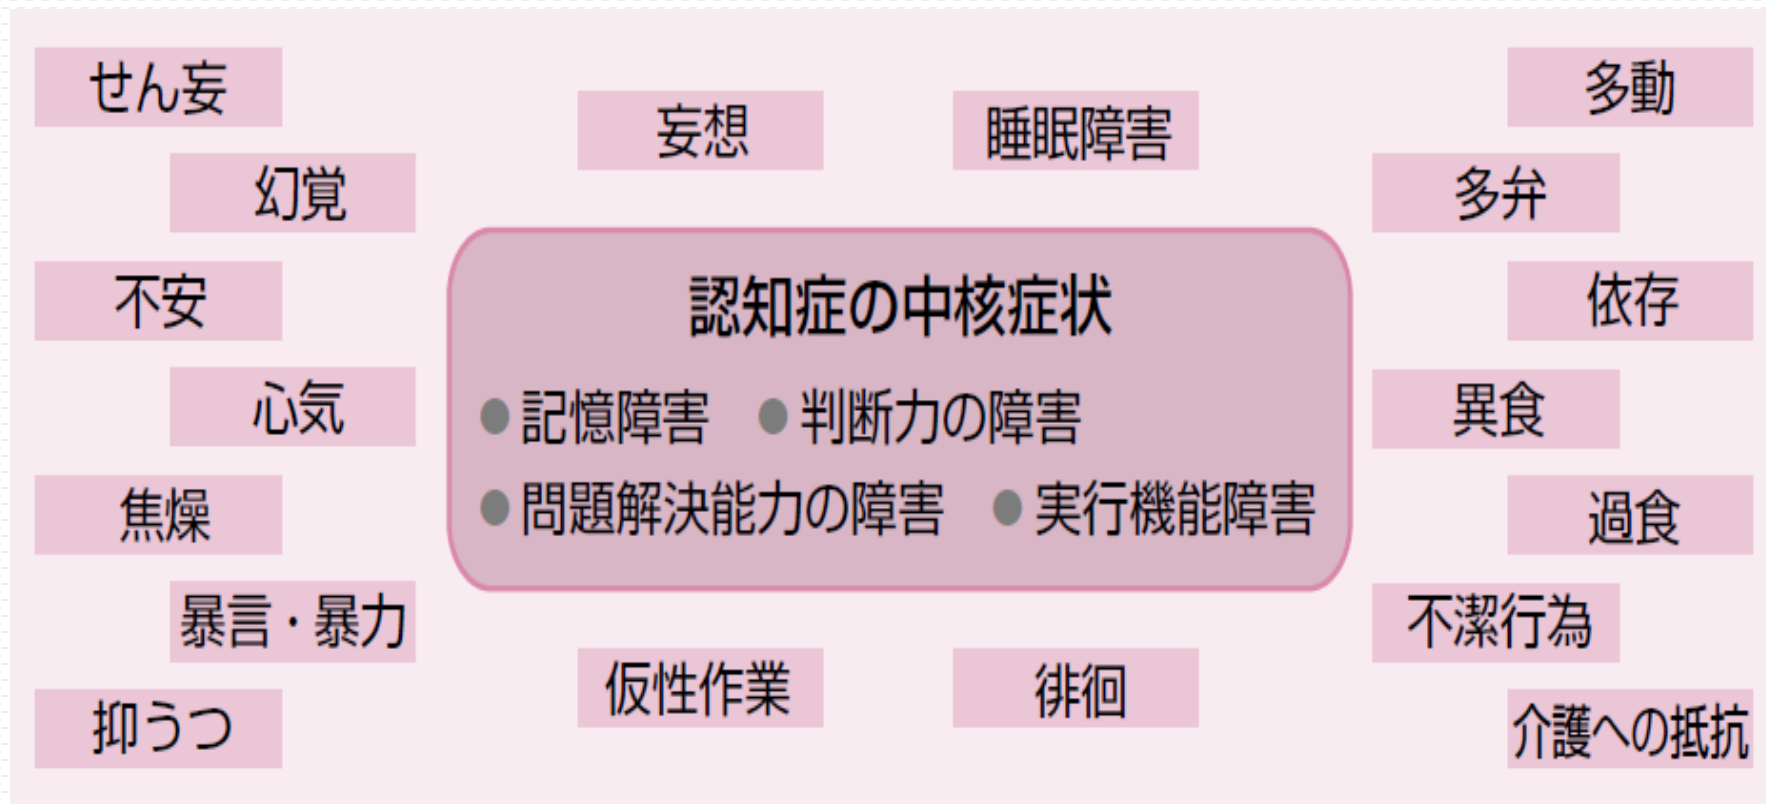 せん妄
幻覚
不安
心気
焦燥
暴言・暴力
抑うつ
妄想
睡眠障害
認知症の中核症状
●記憶障害 ●判断力の障害
●問題解決能力の障害 ●実行機能障害
仮性作業
徘徊
多動
多弁
依存
異食
過食
不潔行為
介護への抵抗